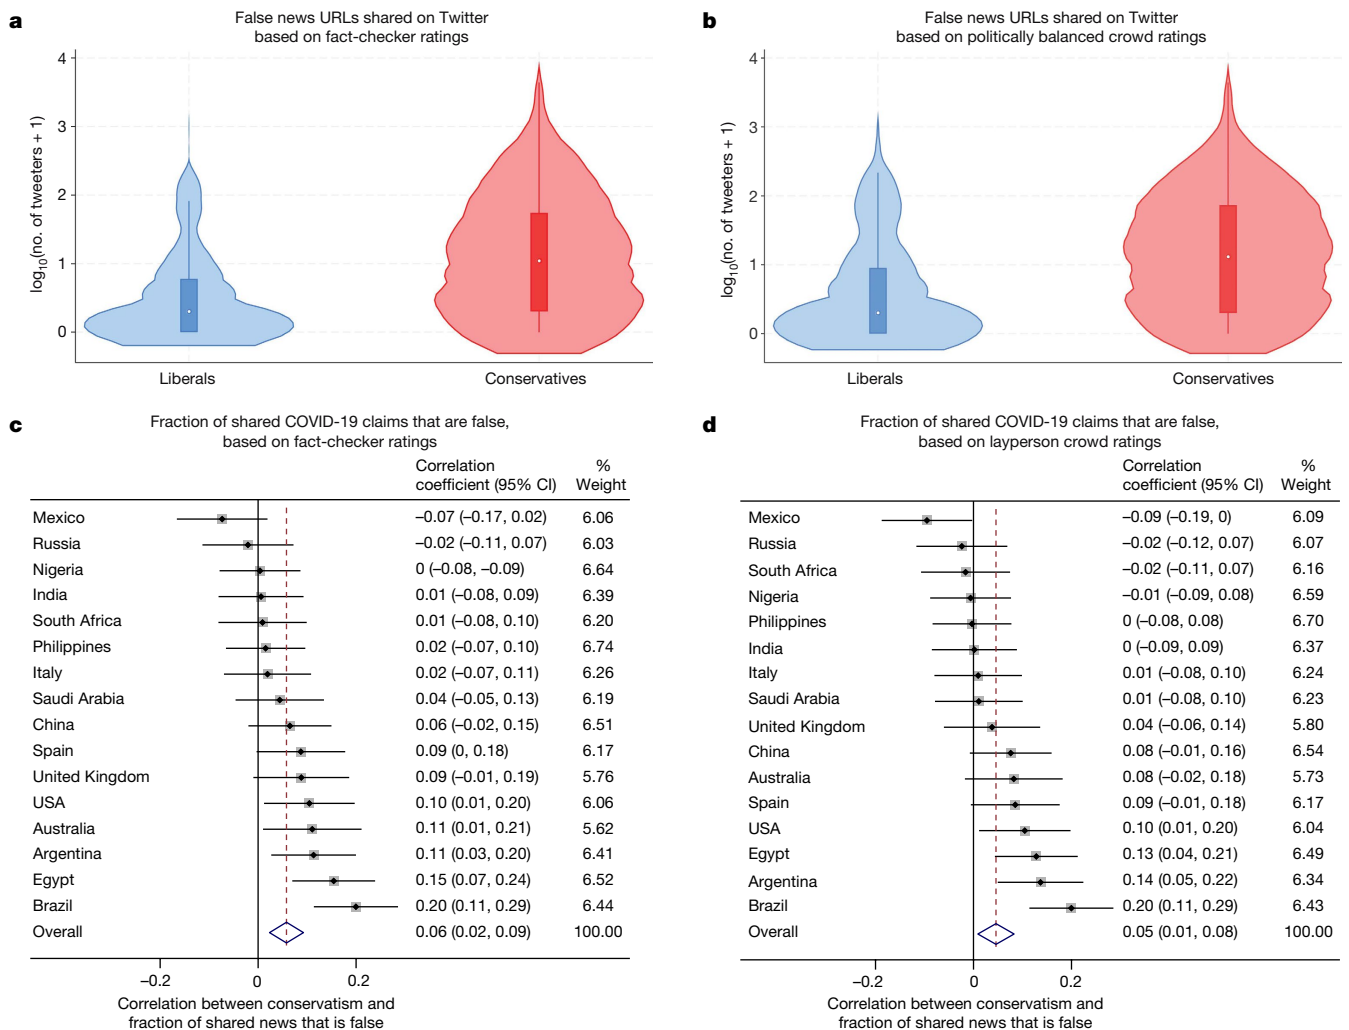 a
False news URLs shared on Twitter
based on fact-checker ratings
log10(no. of tweeters + 1)
4
3
2
1
0
Liberals
Conservatives
b
False news URLs shared on Twitter
based on politically balanced crowd ratings
log10(no. of tweeters + 1)
4
3
2
1
0
Liberals
Conservatives
c
Fraction of shared COVID-19 claims that are false,
based on fact-checker ratings
Correlation coefficient (95% CI)
% Weight
Mexico −0.07 (−0.17, 0.02) 6.06
Russia −0.02 (−0.11, 0.07) 6.03
Nigeria 0 (−0.08, −0.09) 6.64
India 0.01 (−0.08, 0.09) 6.39
South Africa 0.01 (−0.08, 0.10) 6.20
Philippines 0.02 (−0.07, 0.10) 6.74
Italy 0.02 (−0.07, 0.11) 6.26
Saudi Arabia 0.04 (−0.05, 0.13) 6.19
China 0.06 (−0.02, 0.15) 6.51
Spain 0.09 (0, 0.18) 6.17
United Kingdom 0.09 (−0.01, 0.19) 5.76
USA 0.10 (0.01, 0.20) 6.06
Australia 0.11 (0.01, 0.21) 5.62
Argentina 0.11 (0.03, 0.20) 6.41
Egypt 0.15 (0.07, 0.24) 6.52
Brazil 0.20 (0.11, 0.29) 6.44
Overall 0.06 (0.02, 0.09) 100.00
−0.2 0 0.2
Correlation between conservatism and
fraction of shared news that is false
d
Fraction of shared COVID-19 claims that are false,
based on layperson crowd ratings
Correlation coefficient (95% CI)
% Weight
Mexico −0.09 (−0.19, 0) 6.09
Russia −0.02 (−0.12, 0.07) 6.07
South Africa −0.02 (−0.11, 0.07) 6.16
Nigeria −0.01 (−0.09, 0.08) 6.59
Philippines 0 (−0.08, 0.08) 6.70
India 0 (−0.09, 0.09) 6.37
Italy 0.01 (−0.08, 0.10) 6.24
Saudi Arabia 0.01 (−0.08, 0.10) 6.23
United Kingdom 0.04 (−0.06, 0.14) 5.80
China 0.08 (−0.01, 0.16) 6.54
Australia 0.08 (−0.02, 0.18) 5.73
Spain 0.09 (−0.01, 0.18) 6.17
USA 0.10 (0.01, 0.20) 6.04
Egypt 0.13 (0.04, 0.21) 6.49
Argentina 0.14 (0.05, 0.22) 6.34
Brazil 0.20 (0.11, 0.29) 6.43
Overall 0.05 (0.01, 0.08) 100.00
−0.2 0 0.2
Correlation between conservatism and
fraction of shared news that is false